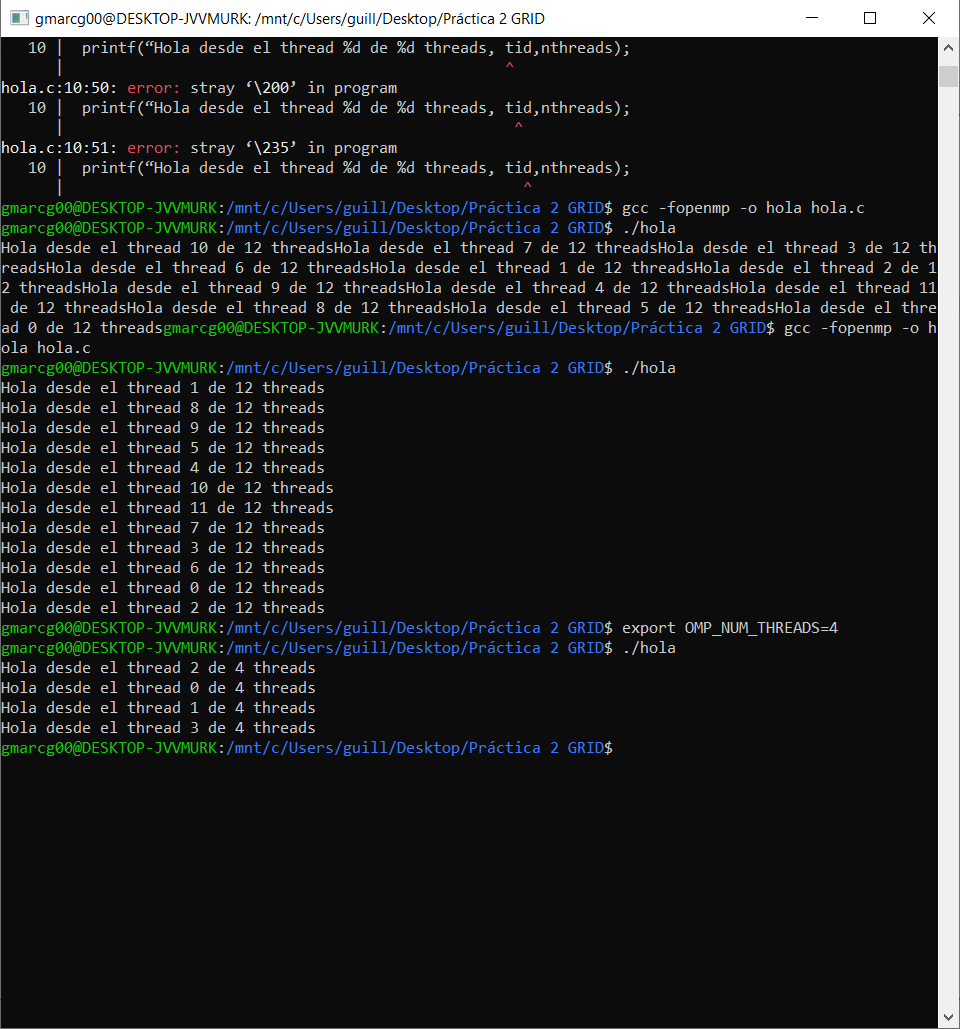 gmarcg00@DESKTOP-JVVMURK: /mnt/c/Users/guill/Desktop/Práctica 2 GRID
   10 |  printf(“Hola desde el thread %d de %d threads, tid,nthreads);
      |                                                 ^
hola.c:10:50: error: stray ‘\200’ in program
   10 |  printf(“Hola desde el thread %d de %d threads, tid,nthreads);
      |                                                  ^
hola.c:10:51: error: stray ‘\235’ in program
   10 |  printf(“Hola desde el thread %d de %d threads, tid,nthreads);
      |                                                   ^
gmarcg00@DESKTOP-JVVMURK:/mnt/c/Users/guill/Desktop/Práctica 2 GRID$ gcc -fopenmp -o hola hola.c
gmarcg00@DESKTOP-JVVMURK:/mnt/c/Users/guill/Desktop/Práctica 2 GRID$ ./hola
Hola desde el thread 10 de 12 threadsHola desde el thread 7 de 12 threadsHola desde el thread 3 de 12 th
readsHola desde el thread 6 de 12 threadsHola desde el thread 1 de 12 threadsHola desde el thread 2 de 1
2 threadsHola desde el thread 9 de 12 threadsHola desde el thread 4 de 12 threadsHola desde el thread 11
 de 12 threadsHola desde el thread 8 de 12 threadsHola desde el thread 5 de 12 threadsHola desde el thre
ad 0 de 12 threadsgmarcg00@DESKTOP-JVVMURK:/mnt/c/Users/guill/Desktop/Práctica 2 GRID$ gcc -fopenmp -o h
ola hola.c
gmarcg00@DESKTOP-JVVMURK:/mnt/c/Users/guill/Desktop/Práctica 2 GRID$ ./hola
Hola desde el thread 1 de 12 threads
Hola desde el thread 8 de 12 threads
Hola desde el thread 9 de 12 threads
Hola desde el thread 5 de 12 threads
Hola desde el thread 4 de 12 threads
Hola desde el thread 10 de 12 threads
Hola desde el thread 11 de 12 threads
Hola desde el thread 7 de 12 threads
Hola desde el thread 3 de 12 threads
Hola desde el thread 6 de 12 threads
Hola desde el thread 0 de 12 threads
Hola desde el thread 2 de 12 threads
gmarcg00@DESKTOP-JVVMURK:/mnt/c/Users/guill/Desktop/Práctica 2 GRID$ export OMP_NUM_THREADS=4
gmarcg00@DESKTOP-JVVMURK:/mnt/c/Users/guill/Desktop/Práctica 2 GRID$ ./hola
Hola desde el thread 2 de 4 threads
Hola desde el thread 0 de 4 threads
Hola desde el thread 1 de 4 threads
Hola desde el thread 3 de 4 threads
gmarcg00@DESKTOP-JVVMURK:/mnt/c/Users/guill/Desktop/Práctica 2 GRID$